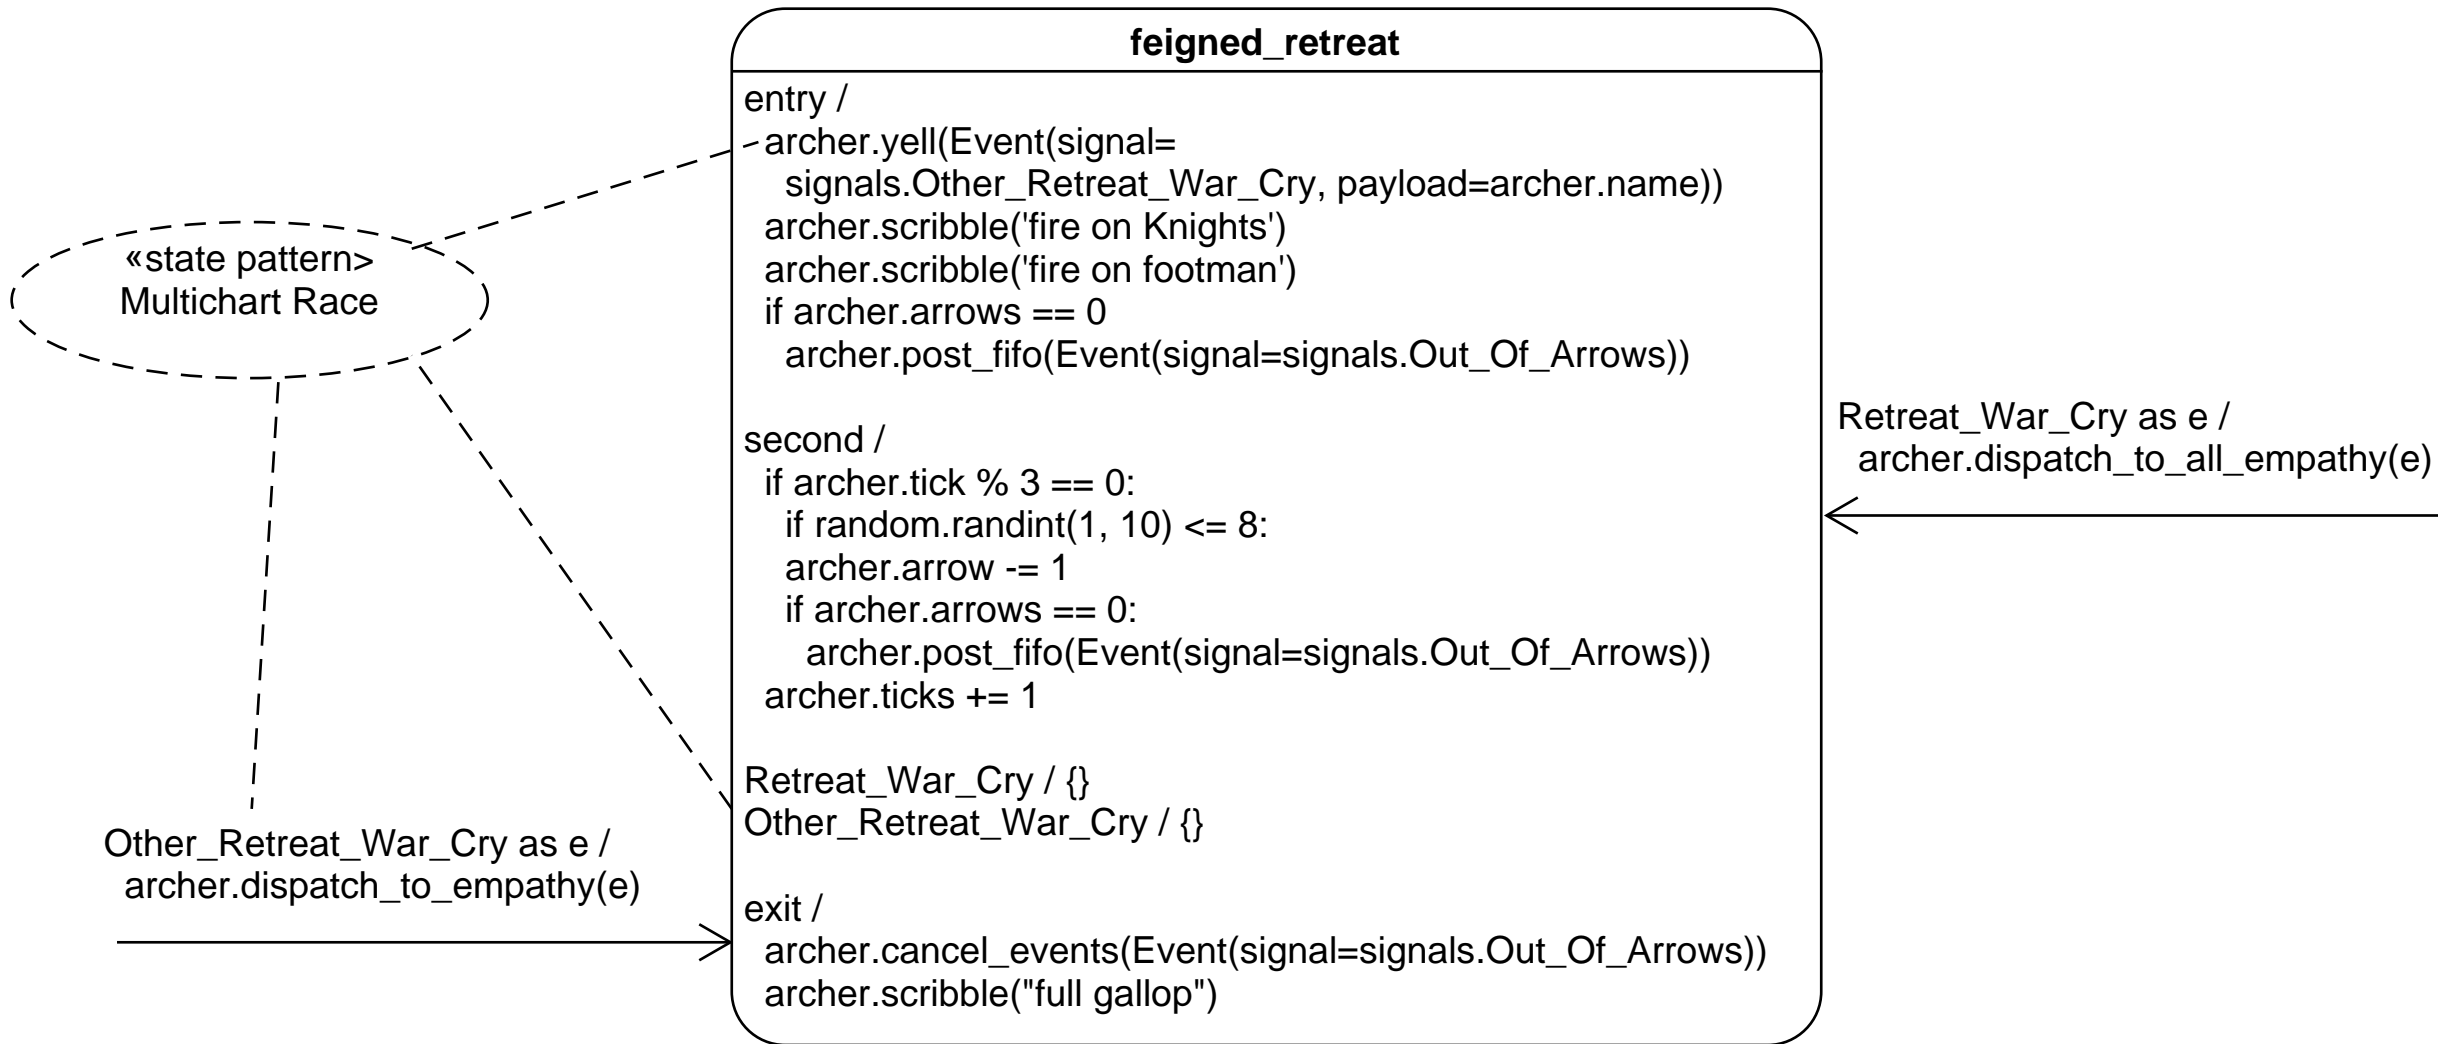 feigned_retreat
entry /
archer.yell(Event(signal=
signals.Other_Retreat_War_Cry, payload=archer.name))
archer.scribble('fire on Knights')
archer.scribble('fire on footman')
if archer.arrows == 0
archer.post_fifo(Event(signal=signals.Out_Of_Arrows))
second /
if archer.tick % 3 == 0:
if random.randint(1, 10) <= 8:
archer.arrow -= 1
if archer.arrows == 0:
archer.post_fifo(Event(signal=signals.Out_Of_Arrows))
archer.ticks += 1
Retreat_War_Cry / {}
Other_Retreat_War_Cry / {}
exit /
archer.cancel_events(Event(signal=signals.Out_Of_Arrows))
archer.scribble("full gallop")
«state pattern>
Multichart Race
Other_Retreat_War_Cry as e /
archer.dispatch_to_empathy(e)
Retreat_War_Cry as e /
archer.dispatch_to_all_empathy(e)